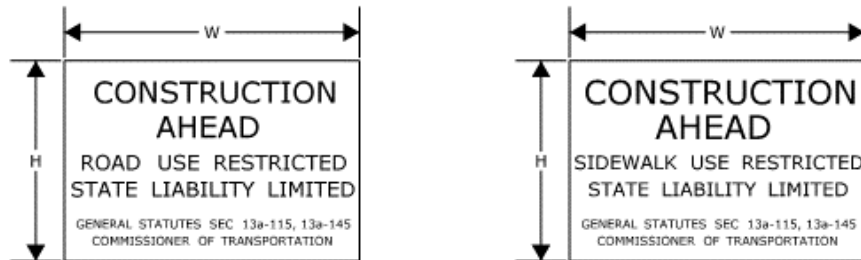 W
H
CONSTRUCTION
AHEAD
ROAD USE RESTRICTED
STATE LIABILITY LIMITED
GENERAL STATUTES SEC 13a-115, 13a-145
COMMISSIONER OF TRANSPORTATION
W
H
CONSTRUCTION
AHEAD
SIDEWALK USE RESTRICTED
STATE LIABILITY LIMITED
GENERAL STATUTES SEC 13a-115, 13a-145
COMMISSIONER OF TRANSPORTATION